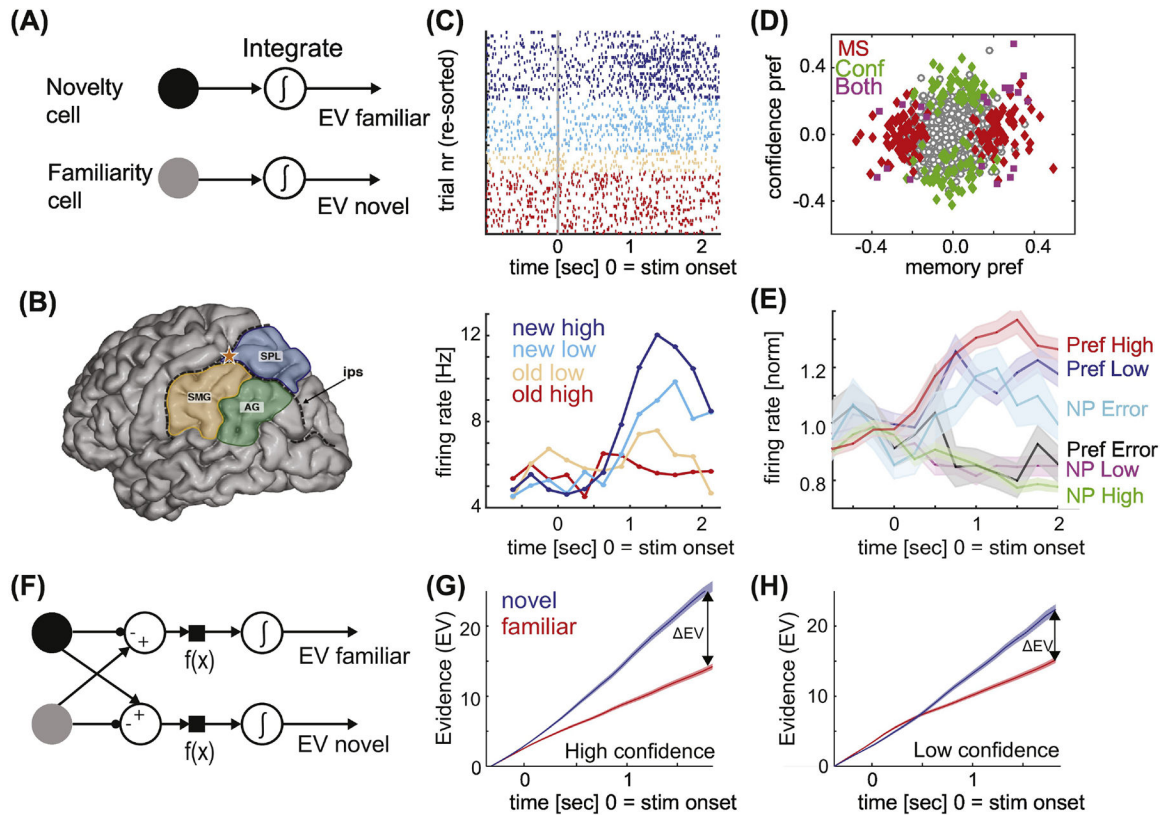 (A)
Integrate
Novelty
cell
∫
EV familiar
Familiarity
cell
∫
EV novel
(B)
SPL
SMG
AG
ips
(C)
trial nr (re-sorted)
0
1
2
time [sec] 0 = stim onset
12
8
4
firing rate [Hz]
new high
new low
old low
old high
0
1
2
time [sec] 0 = stim onset
(D)
MS
Conf
Both
confidence pref
0.4
0.0
-0.4
-0.4
0.0
0.4
memory pref
(E)
firing rate [norm]
1.2
1.0
0.8
Pref High
Pref Low
NP Error
Pref Error
NP Low
NP High
0
1
2
time [sec] 0 = stim onset
(F)
- +
f(x)
∫
EV familiar
- +
f(x)
∫
EV novel
(G)
novel
familiar
Evidence (EV)
20
10
0
ΔEV
High confidence
0
1
time [sec] 0 = stim onset
(H)
Evidence (EV)
20
10
0
ΔEV
Low confidence
0
1
time [sec] 0 = stim onset